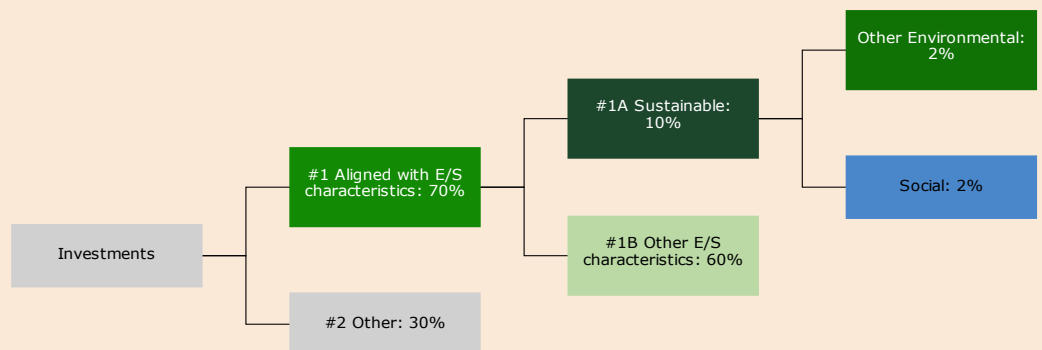 Investments
#1 Aligned with E/S
characteristics: 70%
#2 Other: 30%
#1A Sustainable:
10%
#1B Other E/S
characteristics: 60%
Other Environmental:
2%
Social: 2%